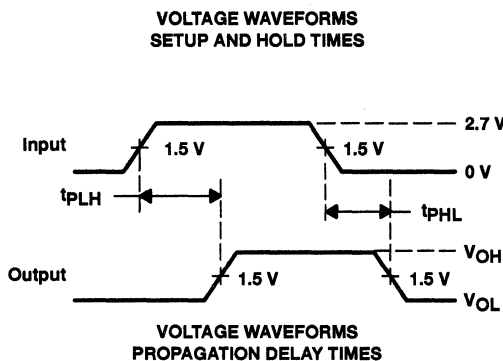 VOLTAGE WAVEFORMS
SETUP AND HOLD TIMES
2.7 V
Input
1.5 V
1.5 V
0 V
tPLH
tPHL
VOH
Output
1.5 V
1.5 V
VOL
VOLTAGE WAVEFORMS
PROPAGATION DELAY TIMES